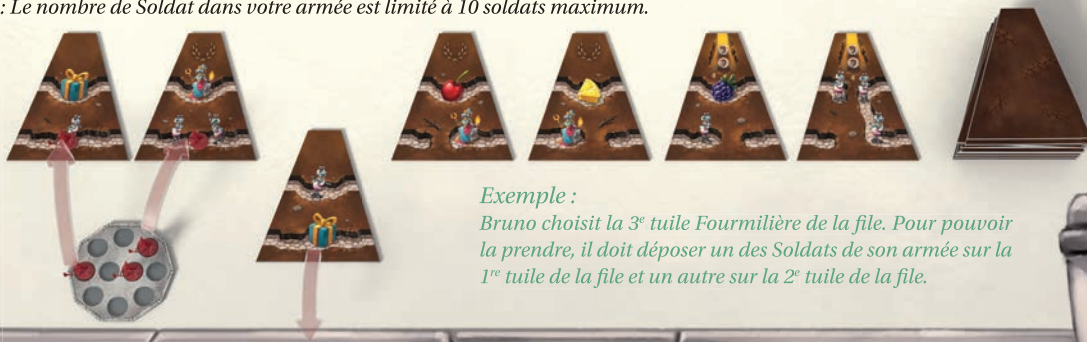 : Le nombre de Soldat dans votre armée est limité à 10 soldats maximum.
Exemple :
Bruno choisit la 3e tuile Fourmilière de la file. Pour pouvoir
la prendre, il doit déposer un des Soldats de son armée sur la
1re tuile de la file et un autre sur la 2e tuile de la file.